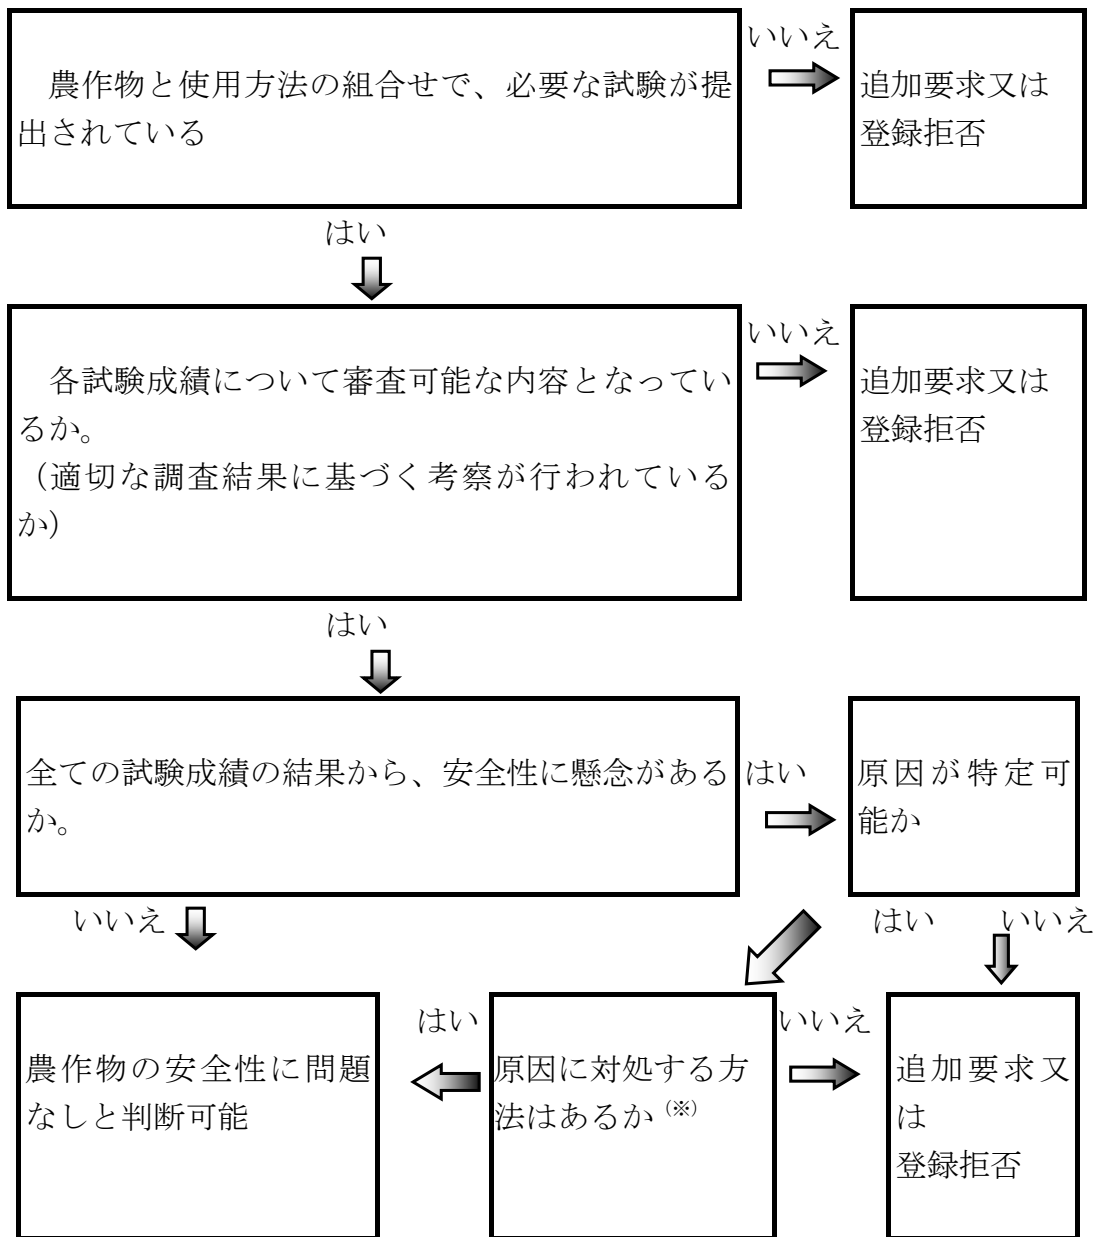 いいえ
農作物と使用方法の組合せで、必要な試験が提
出されている
追加要求又は
登録拒否
はい
いいえ
各試験成績について審査可能な内容となってい
るか。
(適切な調査結果に基づく考察が行われている
か)
追加要求又は
登録拒否
はい
全ての試験成績の結果から、安全性に懸念がある
か。
はい
原因が特定可
能か
いいえ
はい
いいえ
農作物の安全性に問題
なしと判断可能
はい
原因に対処する方
法はあるか(※)
いいえ
追加要求又
は
登録拒否